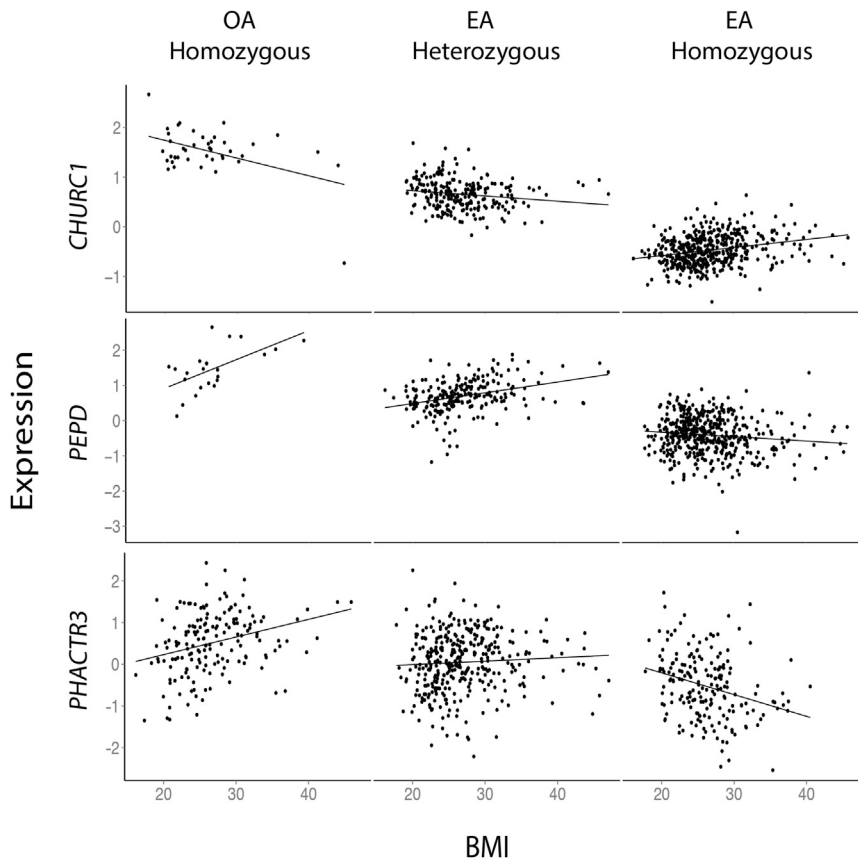 OA EA EA
Homozygous Heterozygous Homozygous
CHURC1
2
1
0
−1
PEPD
2
1
0
−1
−2
−3
PHACTR3
2
1
0
−1
−2
Expression
20 30 40 20 30 40 20 30 40
BMI